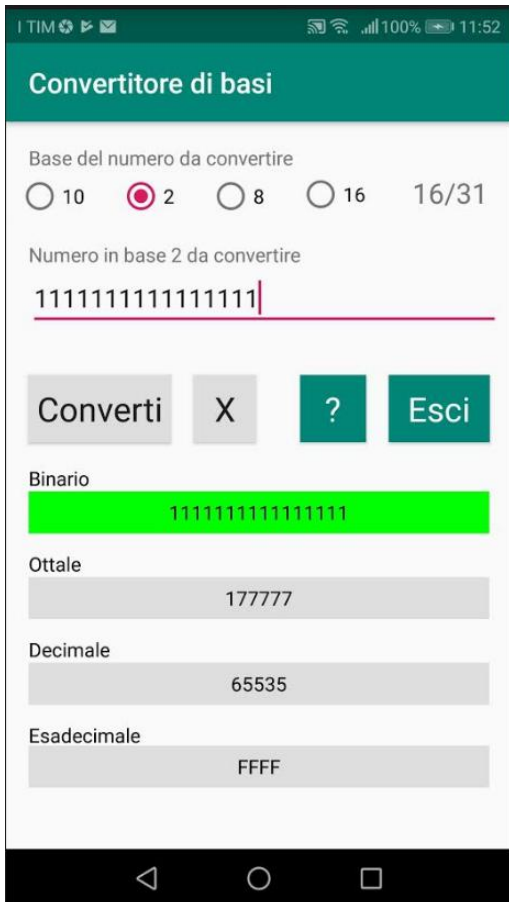 I TIM 100% 11:52
Convertitore di basi
Base del numero da convertire
10 2 8 16 16/31
Numero in base 2 da convertire
1111111111111111
Converti X ? Esci
Binario
1111111111111111
Ottale
177777
Decimale
65535
Esadecimale
FFFF